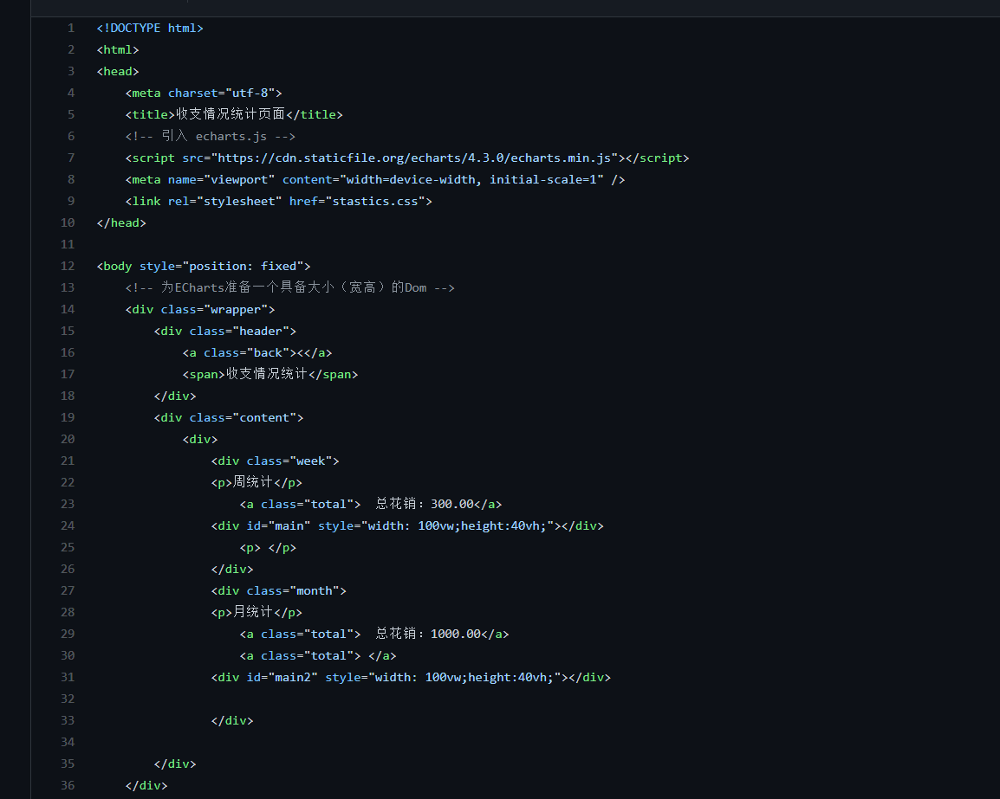 1 <!DOCTYPE html>
2 <html>
3 <head>
4     <meta charset="utf-8">
5     <title>收支情况统计页面</title>
6     <!-- 引入 echarts.js -->
7     <script src="https://cdn.staticfile.org/echarts/4.3.0/echarts.min.js"></script>
8     <meta name="viewport" content="width=device-width, initial-scale=1" />
9     <link rel="stylesheet" href="stastics.css">
10 </head>
11
12 <body style="position: fixed">
13     <!-- 为ECharts准备一个具备大小（宽高）的Dom -->
14     <div class="wrapper">
15         <div class="header">
16             <a class="back"><</a>
17             <span>收支情况统计</span>
18         </div>
19         <div class="content">
20             <div>
21                 <div class="week">
22                 <p>周统计</p>
23                     <a class="total">  总花销：300.00</a>
24                 <div id="main" style="width: 100vw;height:40vh;"></div>
25                     <p> </p>
26                 </div>
27                 <div class="month">
28                 <p>月统计</p>
29                     <a class="total">  总花销：1000.00</a>
30                     <a class="total"> </a>
31                 <div id="main2" style="width: 100vw;height:40vh;"></div>
32
33                 </div>
34
35         </div>
36     </div>